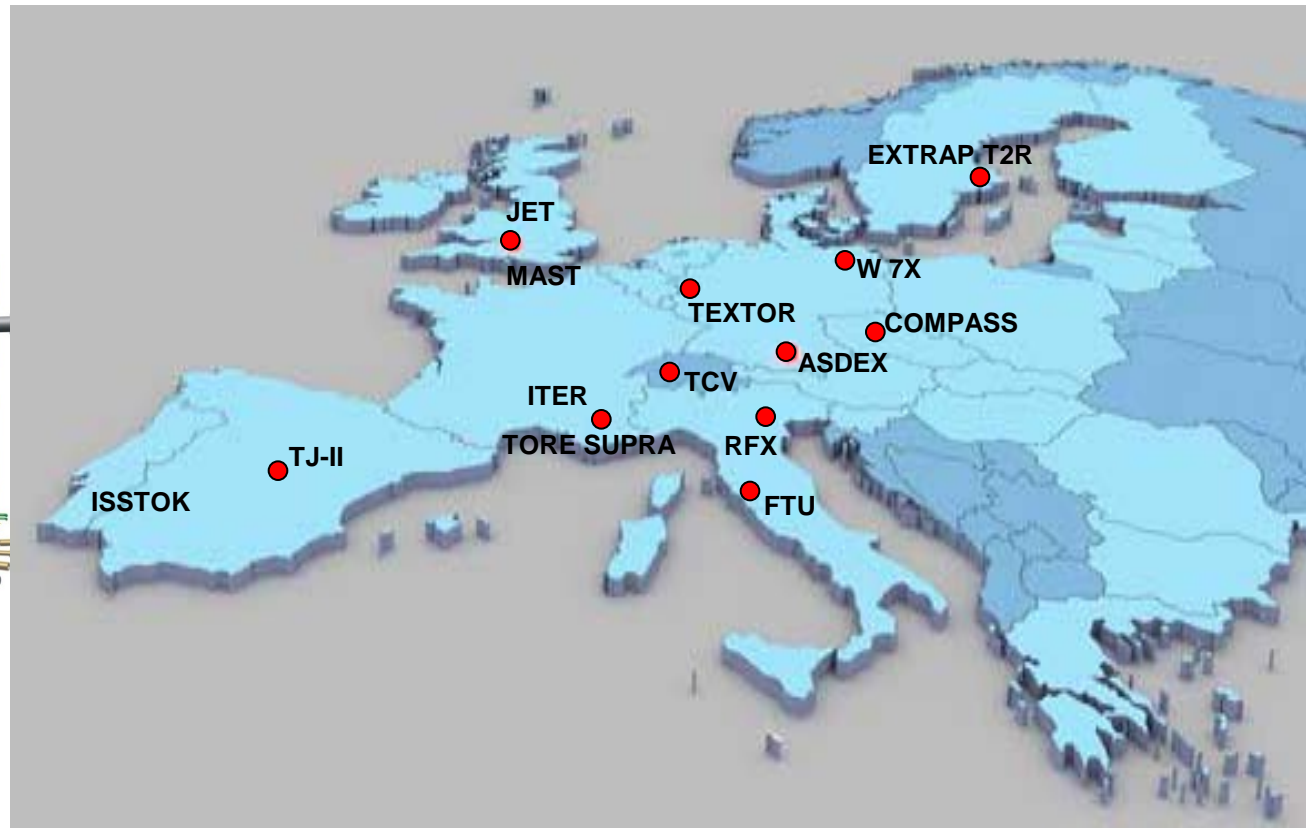 EXTRAP T2R
JET
MAST
W 7X
TEXTOR
COMPASS
ASDEX
TCV
ITER
TORE SUPRA
RFX
TJ-II
ISSTOK
FTU